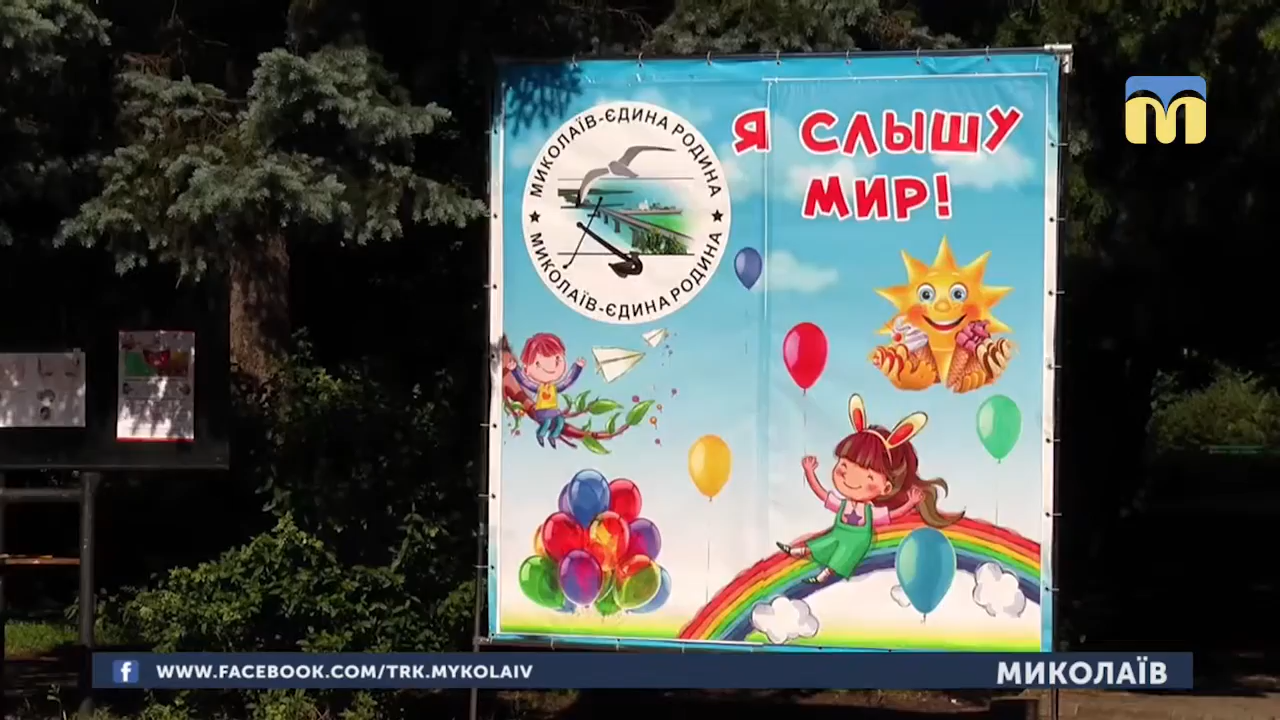 Я СЛЫШУ
МИР!
МИКОЛАЇВ-ЄДИНА РОДИНА
МИКОЛАЇВ-ЄДИНА РОДИНА
WWW.FACEBOOK.COM/TRK.MYKOLAIV
МИКОЛАЇВ